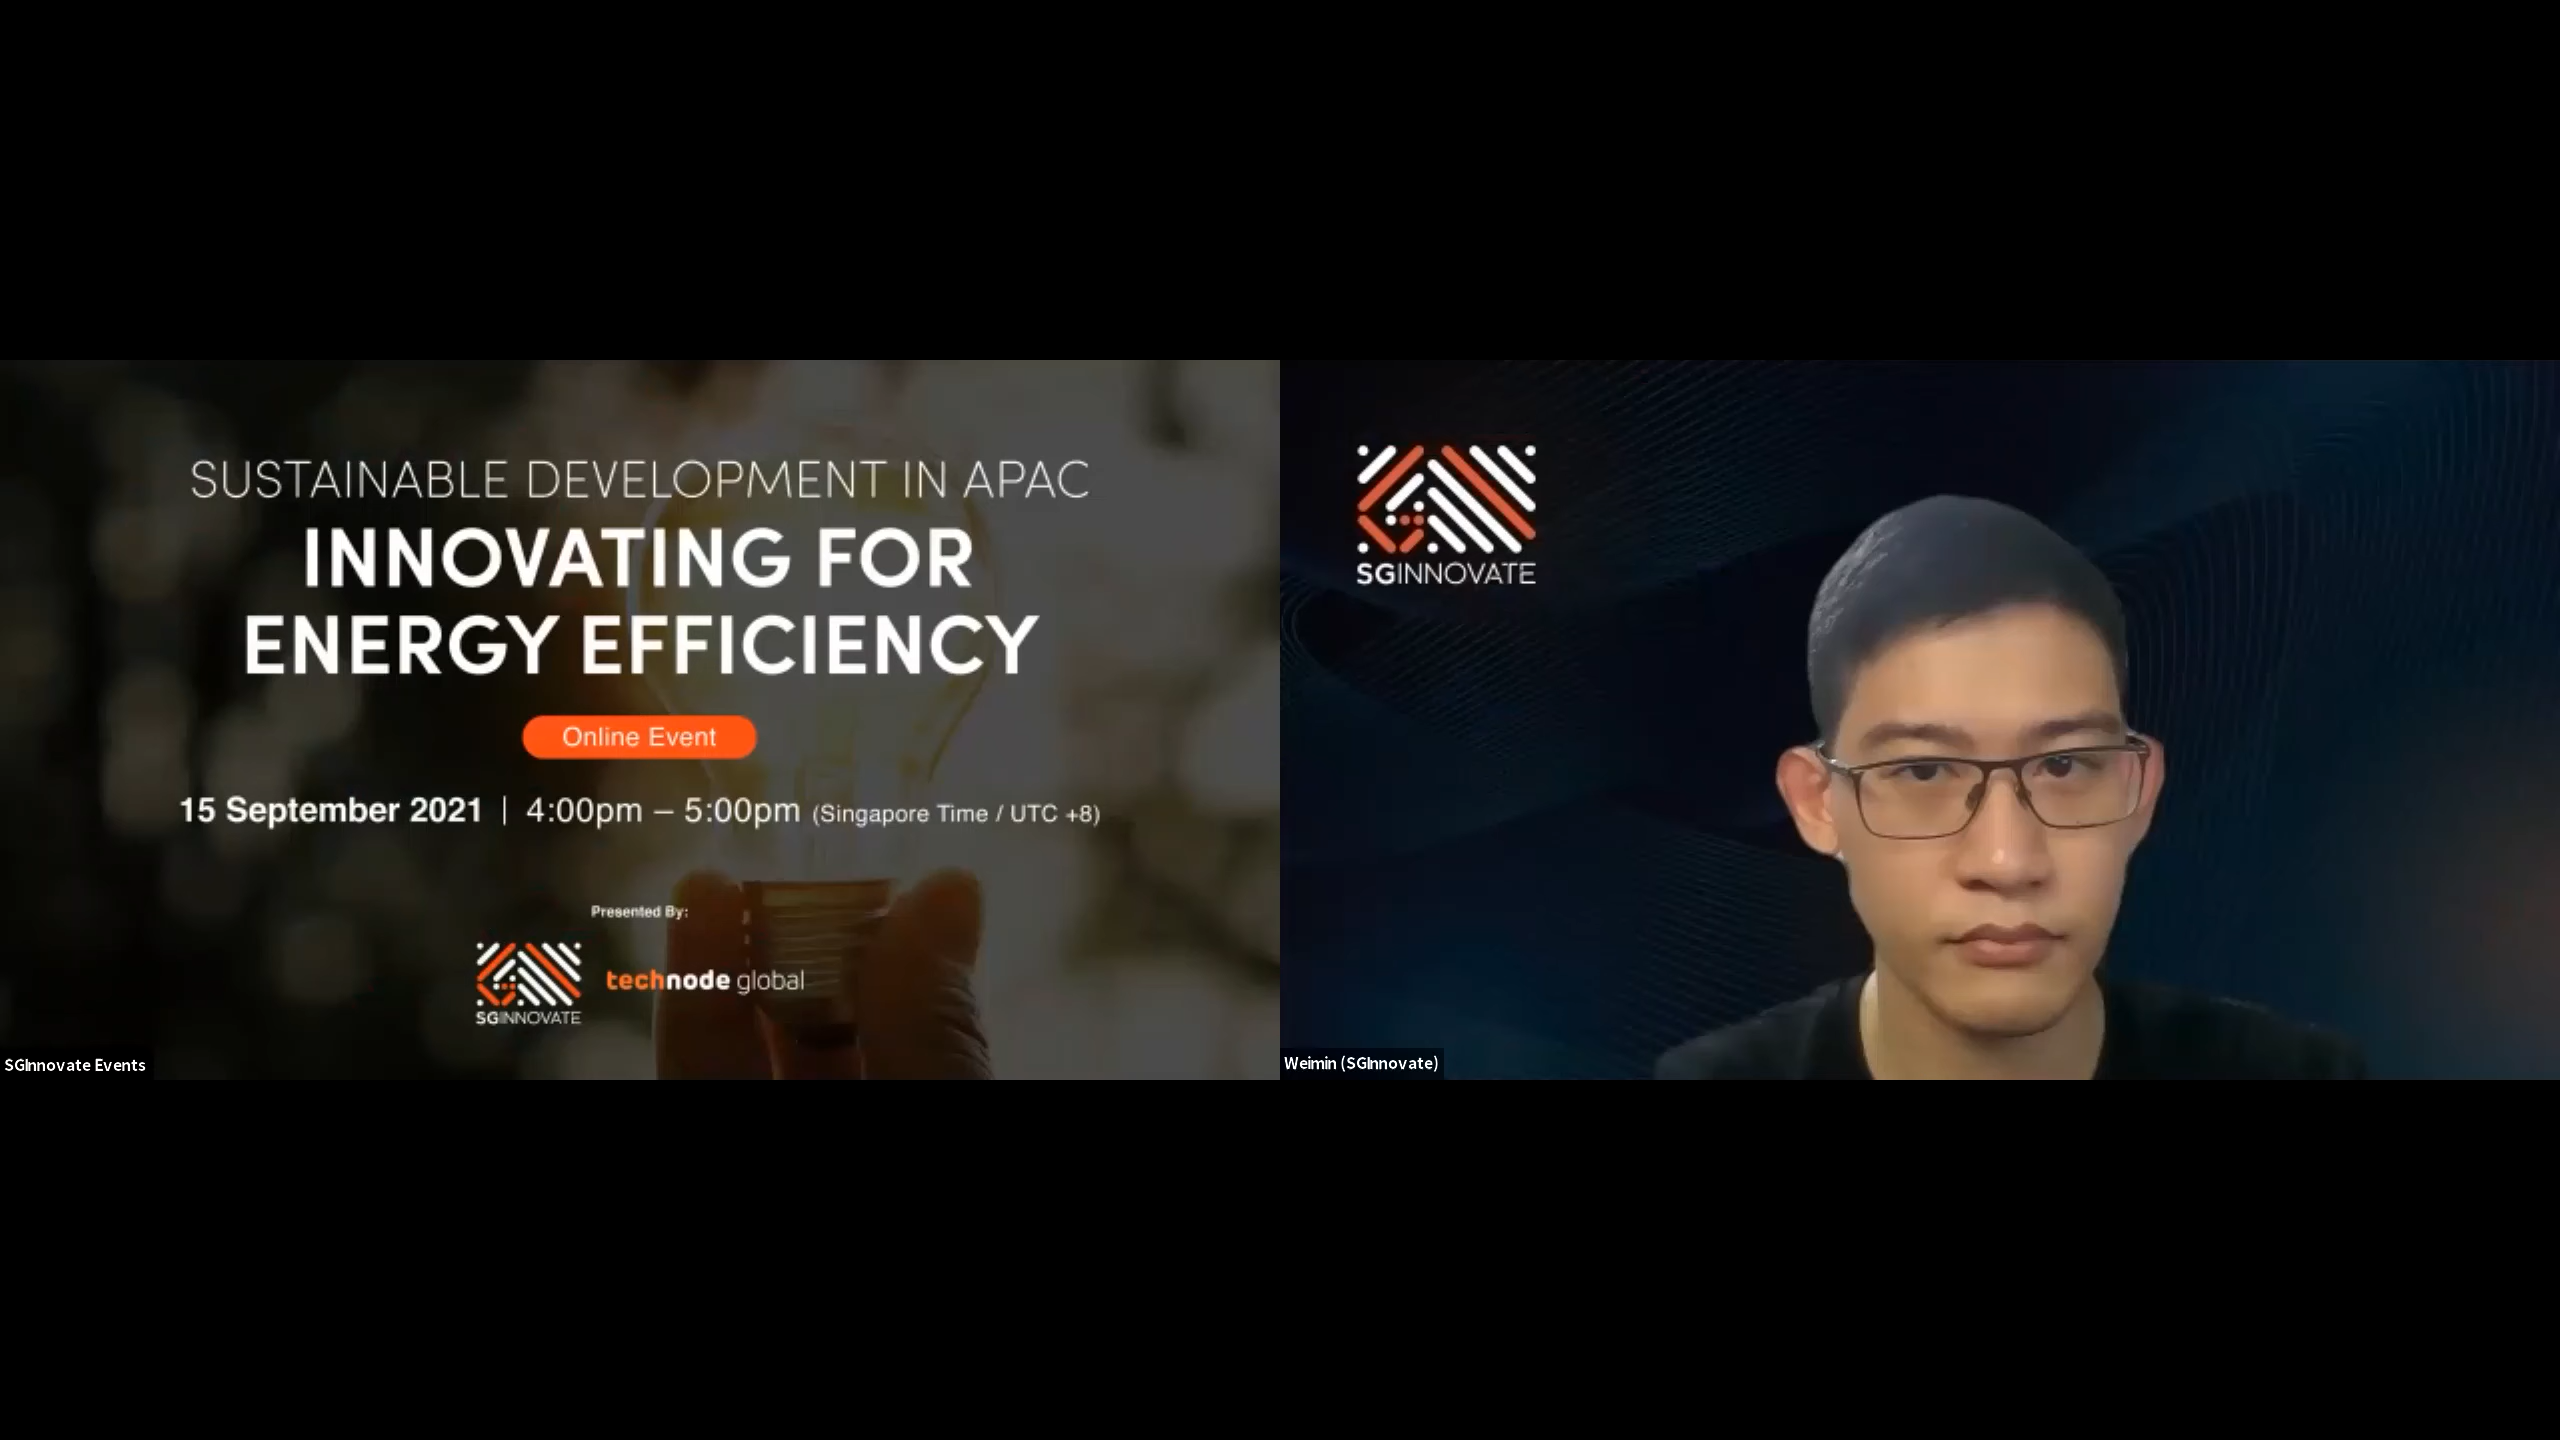 SUSTAINABLE DEVELOPMENT IN APAC
INNOVATING FOR
ENERGY EFFICIENCY
Online Event
15 September 2021 | 4:00pm – 5:00pm (Singapore Time / UTC +8)
Presented By:
SGINNOVATE
technode global
SGInnovate Events
SGINNOVATE
Weimin (SGInnovate)